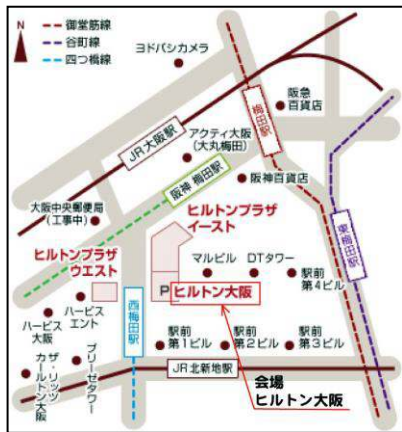 N
御堂筋線
谷町線
四つ橋線
ヨドバシカメラ
JR大阪駅
梅田駅
阪急
百貨店
アクティ大阪
(大丸梅田)
阪神 梅田駅
阪神百貨店
大阪中央郵便局
(工事中)
東梅田駅
ヒルトンプラザ
イースト
ヒルトンプラザ
ウエスト
マルビル
DTタワー
駅前
第4ビル
P
ヒルトン大阪
西梅田駅
ハービス
大阪
ハービス
エント
駅前
第1ビル
駅前
第2ビル
駅前
第3ビル
ザ・リッツ
カールトン大阪
ブリーゼタワー
JR北新地駅
会場
ヒルトン大阪